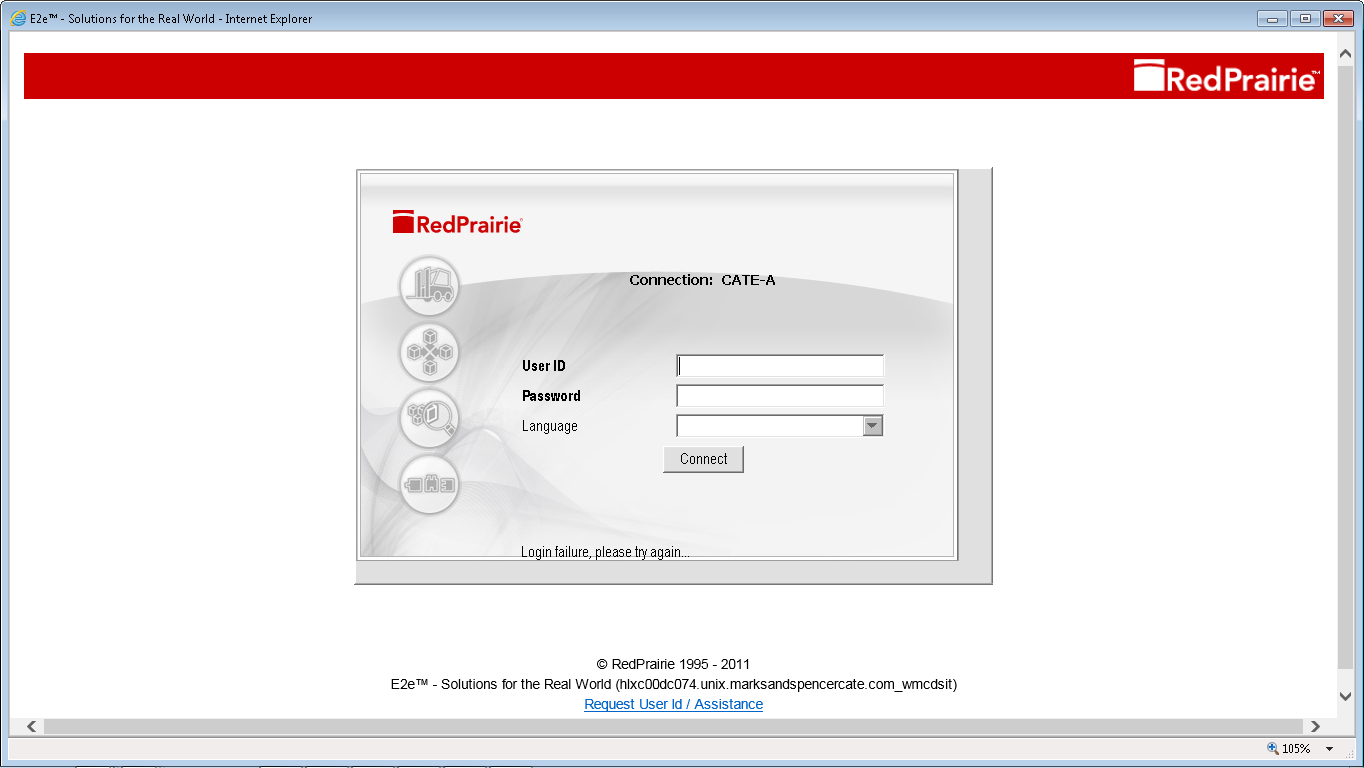 E2e™ - Solutions for the Real World - Internet Explorer
RedPrairie™
RedPrairie
Connection: CATE-A
User ID
Password
Language
Connect
Login failure, please try again...
© RedPrairie 1995 - 2011
E2e™ - Solutions for the Real World (hlxc00dc074.unix.marksandspencercate.com_wmcdsit)
Request User Id / Assistance
105%